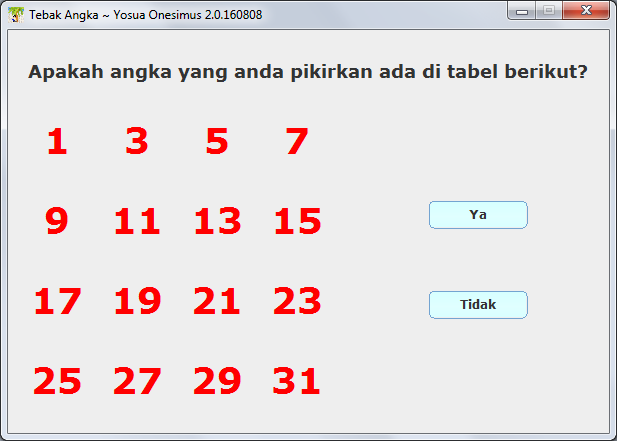 Tebak Angka ~ Yosua Onesimus 2.0.160808
Apakah angka yang anda pikirkan ada di tabel berikut?
1 3 5 7
9 11 13 15
Ya
17 19 21 23
Tidak
25 27 29 31